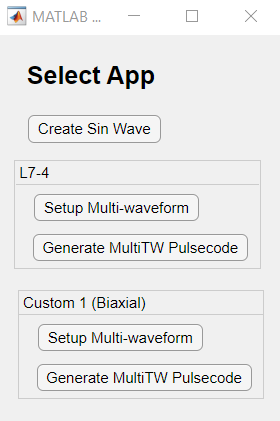 MATLAB ...
Select App
Create Sin Wave
L7-4
Setup Multi-waveform
Generate MultiTW Pulsecode
Custom 1 (Biaxial)
Setup Multi-waveform
Generate MultiTW Pulsecode